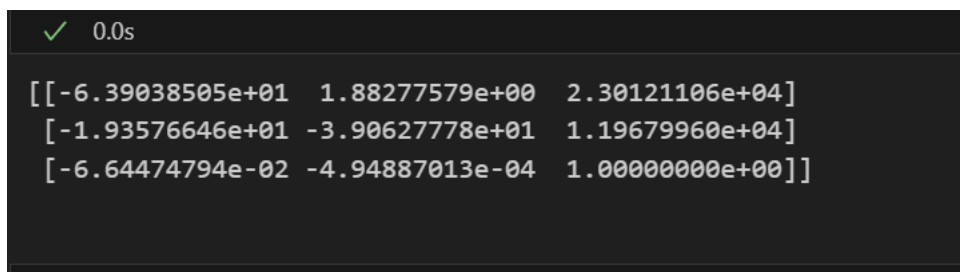 ✓ 0.0s
[[-6.39038505e+01  1.88277579e+00  2.30121106e+04]
 [-1.93576646e+01 -3.90627778e+01  1.19679960e+04]
 [-6.64474794e-02 -4.94887013e-04  1.00000000e+00]]